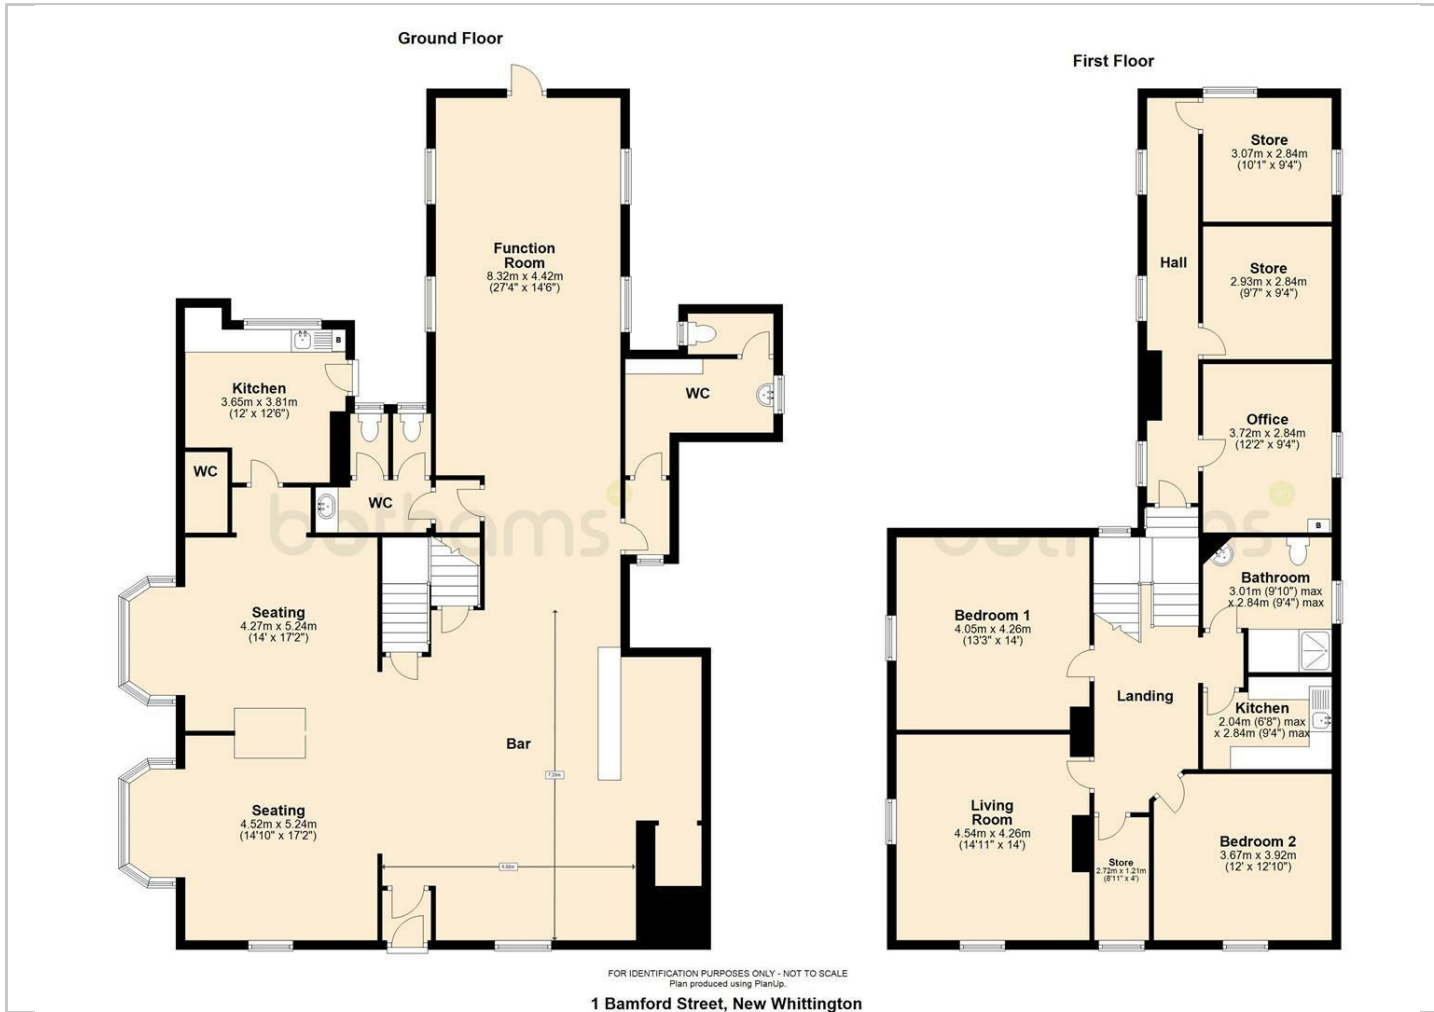 Ground Floor
Function
Room
8.32m x 4.42m
(27'4" x 14'6")
B
Kitchen
3.65m x 3.81m
(12' x 12'6")
WC
WC
WC
bothams
Seating
4.27m x 5.24m
(14' x 17'2")
Bar
Seating
4.52m x 5.24m
(14'10" x 17'2")
First Floor
Store
3.07m x 2.84m
(10'1" x 9'4")
Hall
Store
2.93m x 2.84m
(9'7" x 9'4")
Office
3.72m x 2.84m
(12'2" x 9'4")
B
bothams
Bathroom
3.01m (9'10") max
x 2.84m (9'4") max
Bedroom 1
4.05m x 4.26m
(13'3" x 14')
Landing
Kitchen
2.04m (6'8") max
x 2.84m (9'4") max
Living
Room
4.54m x 4.26m
(14'11" x 14')
Store
2.72m x 1.21m
(8'11" x 4')
Bedroom 2
3.67m x 3.92m
(12' x 12'10")
FOR IDENTIFICATION PURPOSES ONLY - NOT TO SCALE
Plan produced using PlanUp.
1 Bamford Street, New Whittington